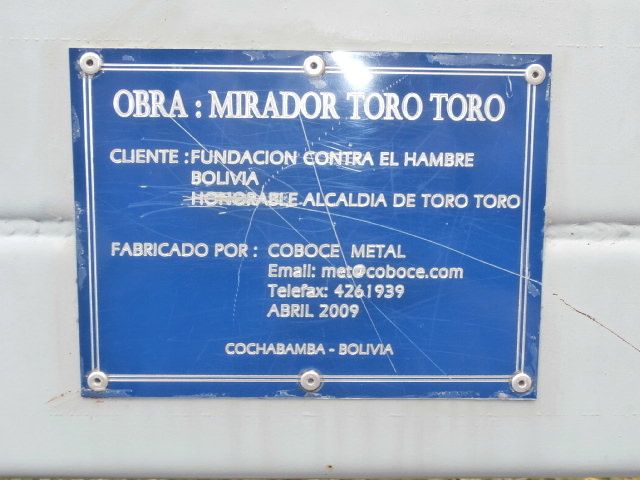 OBRA : MIRADOR TORO TORO
CLIENTE : FUNDACION CONTRA EL HAMBRE
BOLIVIA
HONORABLE ALCALDIA DE TORO TORO
FABRICADO POR : COBOCE METAL
Email: met@coboce.com
Telefax: 4261939
ABRIL 2009
COCHABAMBA - BOLIVIA